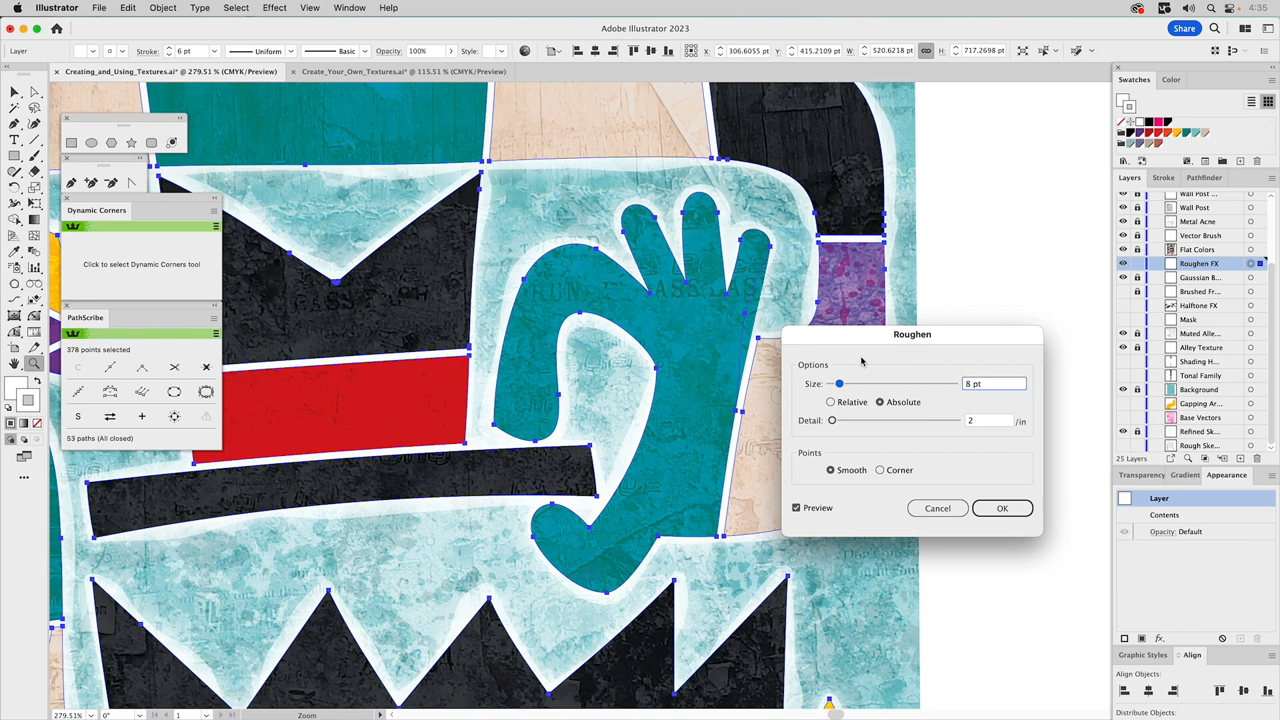 Illustrator File Edit Object Type Select Effect View Window Help 4:35
Adobe Illustrator 2023
Share
Layer Stroke: 6 pt Uniform Basic Opacity: 100% Style: X: 306.6055 pt Y: 415.2109 pt W: 520.6218 pt H: 717.2698 pt
Creating_and_Using_Textures.ai* @ 279.51 % (CMYK/Preview) Create_Your_Own_Textures.ai* @ 115.51 % (CMYK/Preview)
Swatches Color
Dynamic Corners
Click to select Dynamic Corners tool
PathScribe
378 points selected
53 paths (All closed)
Roughen
Options
Size: 8 pt
Relative Absolute
Detail: 2 /in
Points
Smooth Corner
Preview Cancel OK
Layers Stroke Pathfinder
Wall Post ...
Wall Post
Metal Acne
Vector Brush
Flat Colors
Roughen FX
Gaussian B...
Brushed Fr...
Halftone FX
Mask
Muted Alle...
Alley Texture
Shading H...
Tonal Family
Background
Gapping Ar...
Base Vectors
Refined Sk...
Rough Ske...
25 Layers
Transparency Gradient Appearance
Layer
Contents
Opacity: Default
fx
Graphic Styles Align
Align Objects:
Distribute Objects:
279.51% 0° 1 Zoom